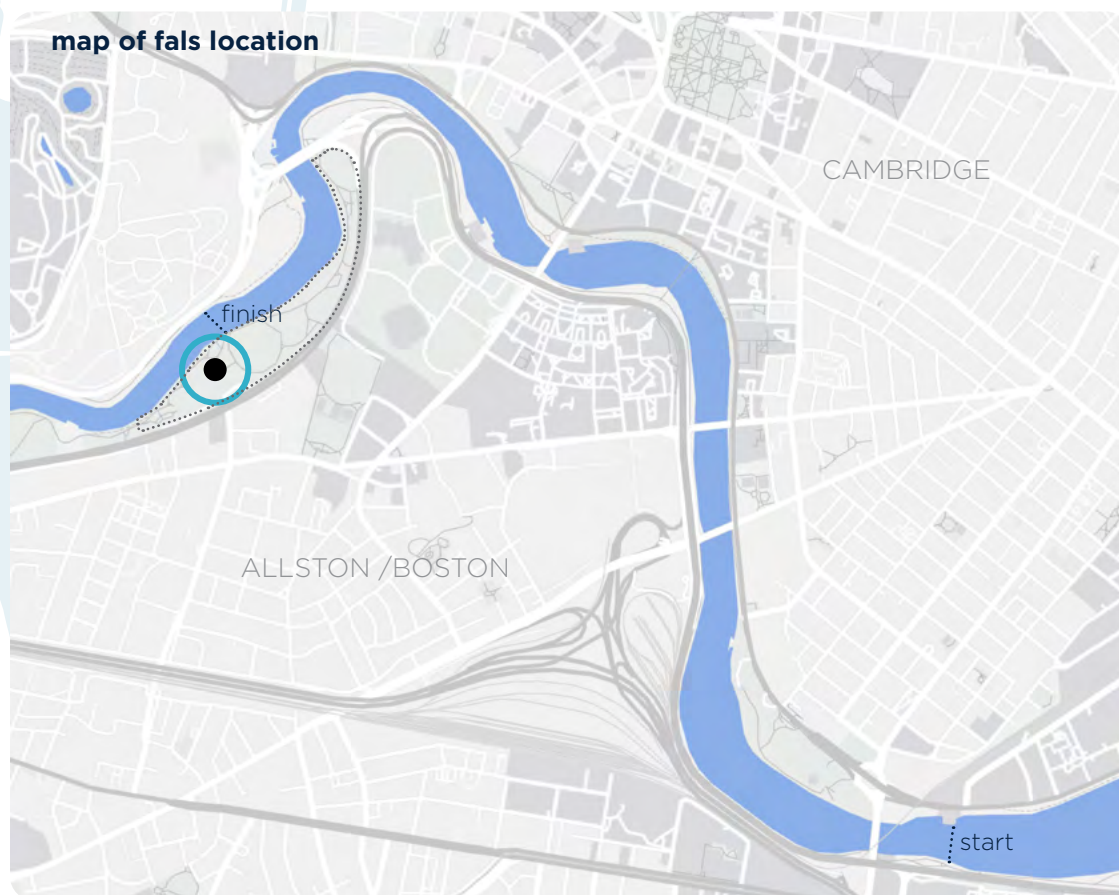 map of fals location
CAMBRIDGE
finish
ALLSTON /BOSTON
start